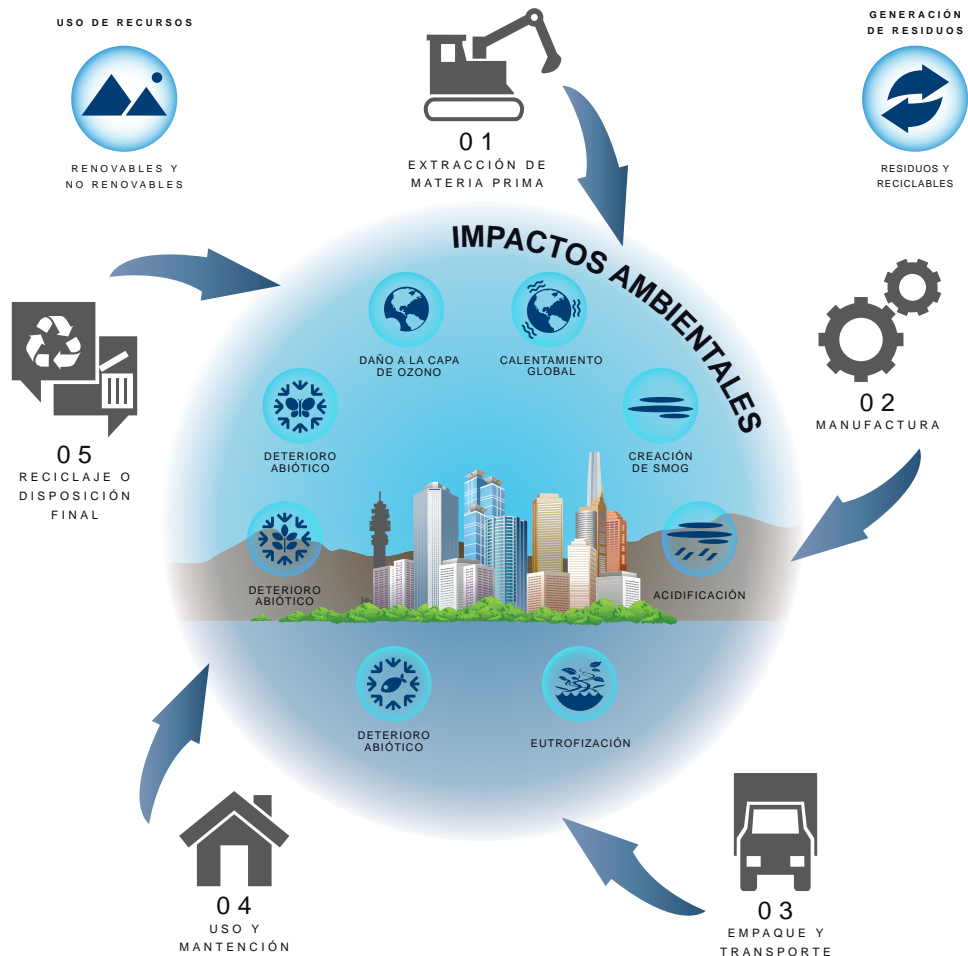 USO DE RECURSOS
RENOVABLES Y
NO RENOVABLES
GENERACIÓN
DE RESIDUOS
RESIDUOS Y
RECICLABLES
01
EXTRACCIÓN DE
MATERIA PRIMA
IMPACTOS AMBIENTALES
DAÑO A LA CAPA
DE OZONO
CALENTAMIENTO
GLOBAL
DETERIORO
ABIÓTICO
CREACIÓN
DE SMOG
DETERIORO
ABIÓTICO
ACIDIFICACIÓN
DETERIORO
ABIÓTICO
EUTROFIZACIÓN
02
MANUFACTURA
03
EMPAQUE Y
TRANSPORTE
04
USO Y
MANTENCIÓN
05
RECICLAJE O
DISPOSICIÓN
FINAL